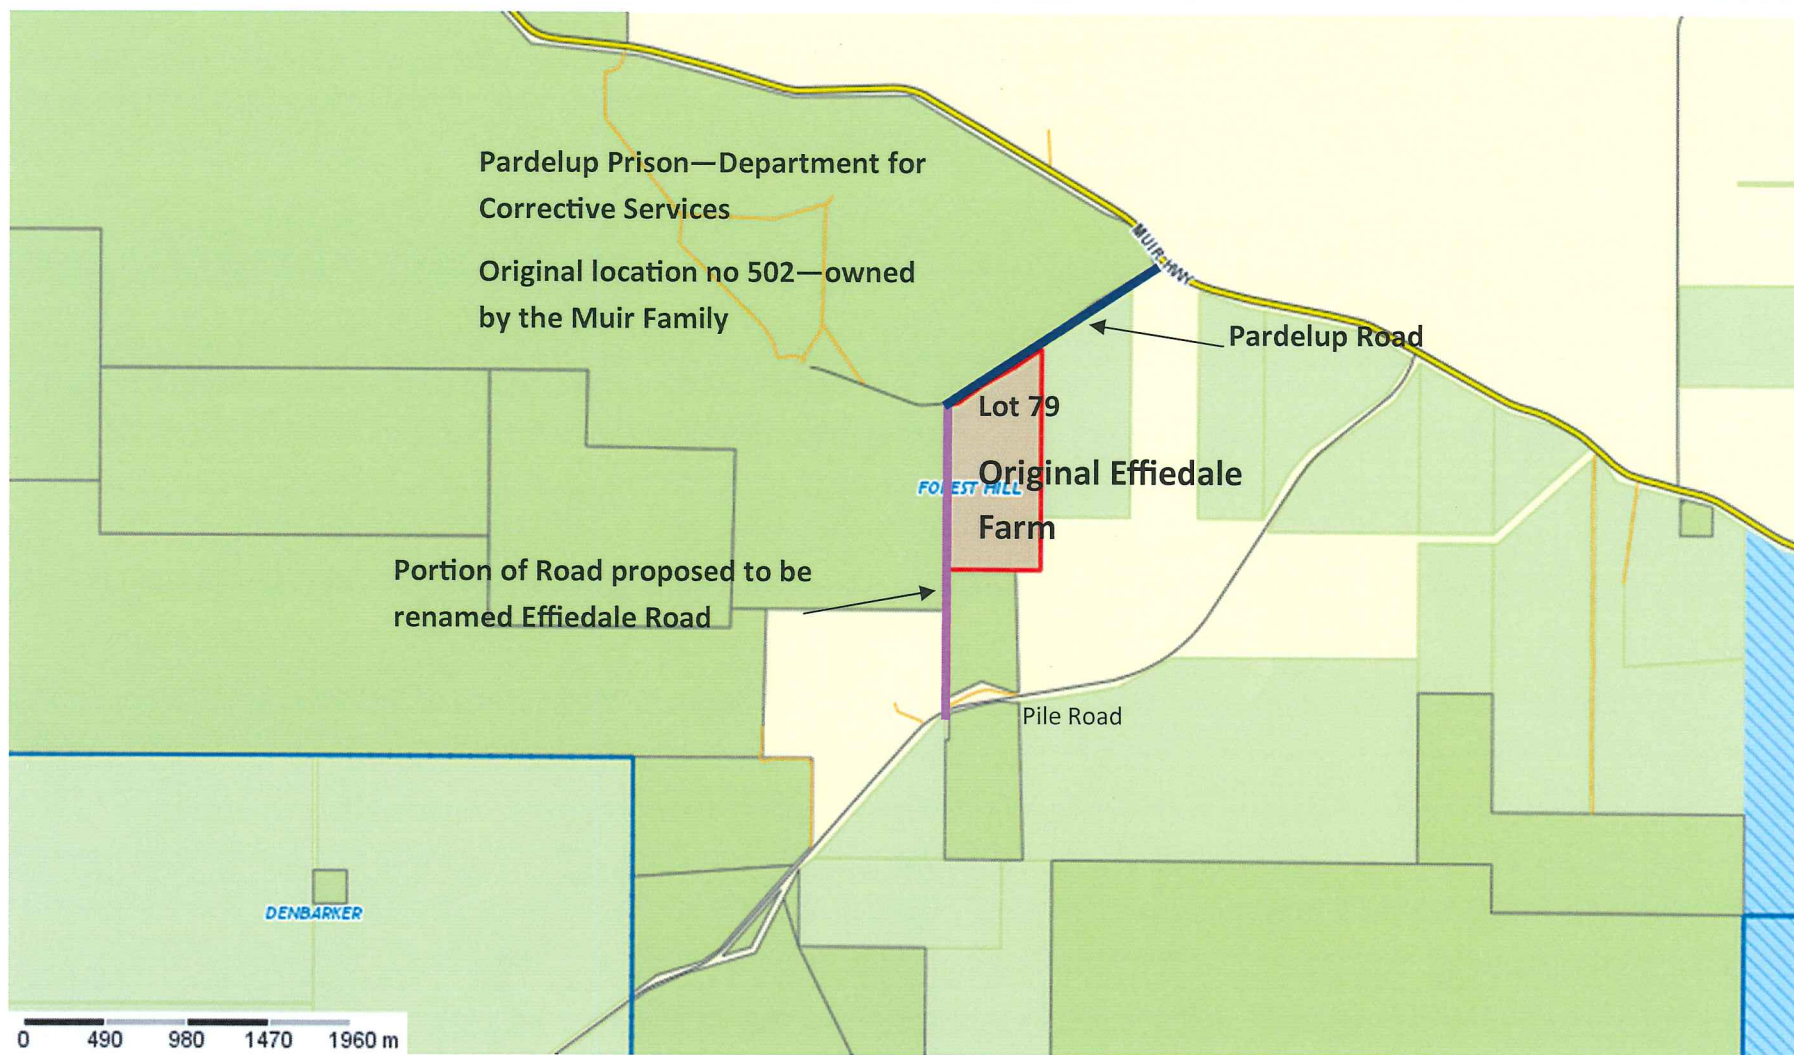 Pardelup Prison—Department for
Corrective Services
Original location no 502—owned
by the Muir Family
MUIR HWY
Pardelup Road
Lot 79
Original Effiedale
FOREST HILL
Farm
Portion of Road proposed to be
renamed Effiedale Road
Pile Road
DENBARKER
0 490 980 1470 1960 m